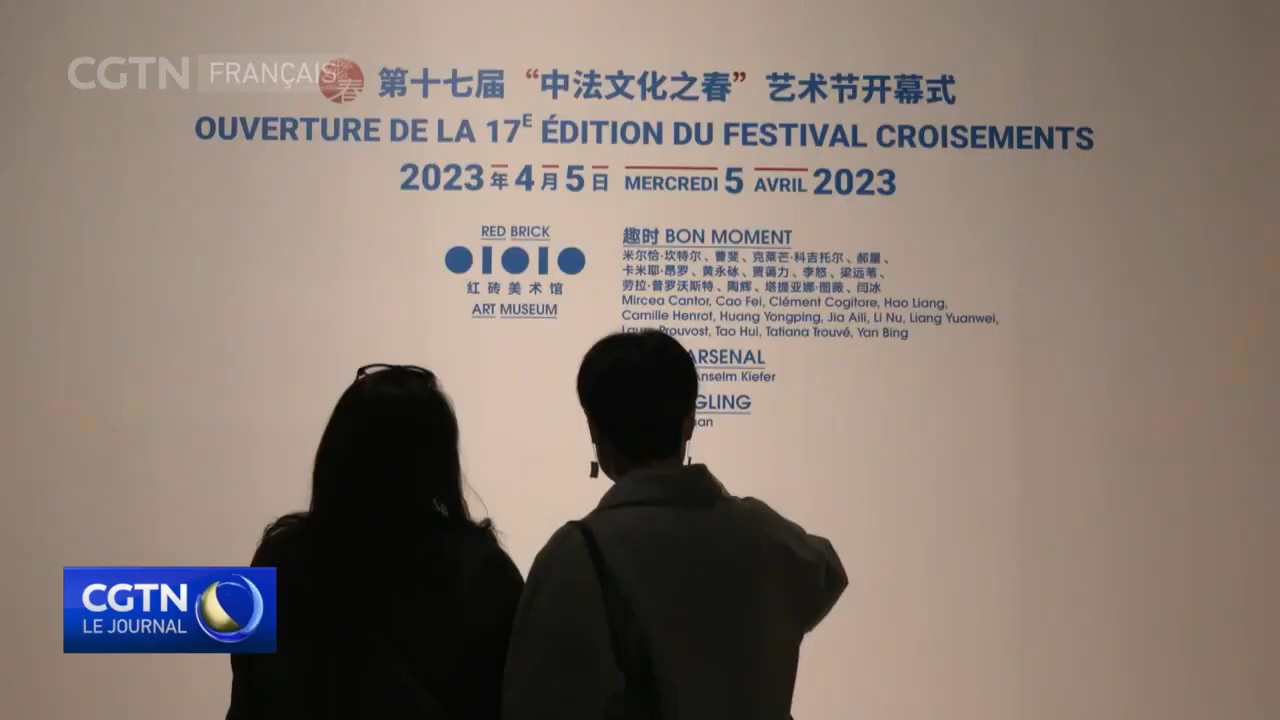 CGTN FRANÇAIS
第十七届 “中法文化之春” 艺术节开幕式
OUVERTURE DE LA 17E ÉDITION DU FESTIVAL CROISEMENTS
2023年4月5日 MERCREDI 5 AVRIL 2023
RED BRICK
红砖美术馆
ART MUSEUM
趣时 BON MOMENT
米尔恰·坎特尔、曹斐、克莱芒·科吉托尔、郝量、
卡米耶·昂罗、黄永砯、贾蔼力、李怒、梁远苇、
劳拉·普罗沃斯特、陶辉、塔提亚娜·图薇、闫冰
Mircea Cantor, Cao Fei, Clément Cogitore, Hao Liang,
Camille Henrot, Huang Yongping, Jia Aili, Li Nu, Liang Yuanwei,
Prouvost, Tao Hui, Tatiana Trouvé, Yan Bing
ARSENAL
Anselm Kiefer
CGTN
LE JOURNAL